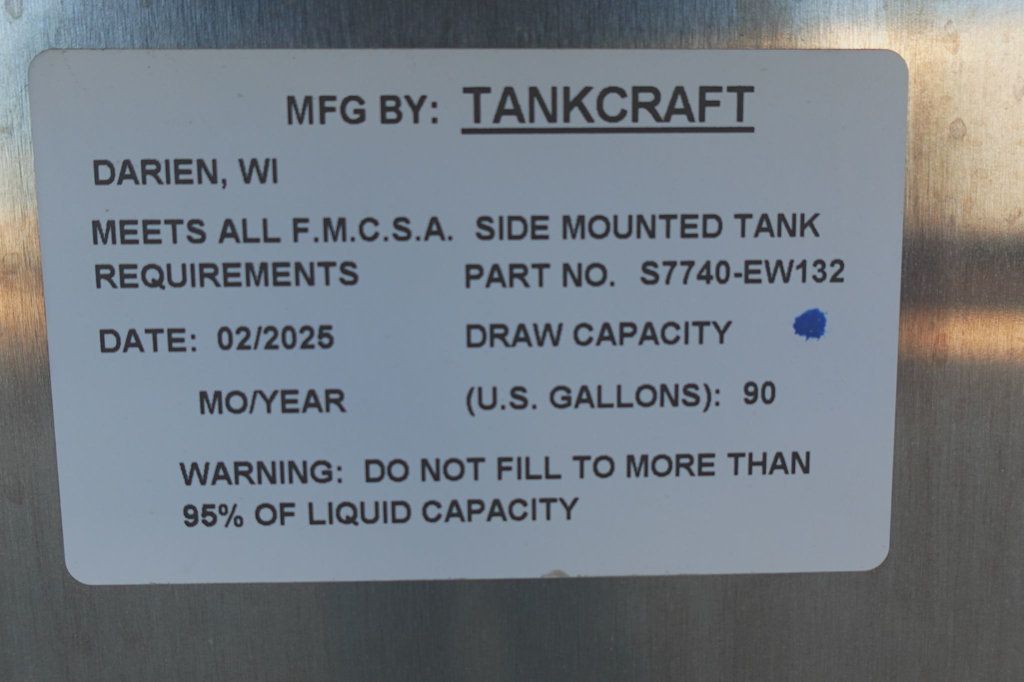 MFG BY: TANKCRAFT
DARIEN, WI
MEETS ALL F.M.C.S.A. SIDE MOUNTED TANK
REQUIREMENTS PART NO. S7740-EW132
DATE: 02/2025 DRAW CAPACITY
MO/YEAR (U.S. GALLONS): 90
WARNING: DO NOT FILL TO MORE THAN
95% OF LIQUID CAPACITY